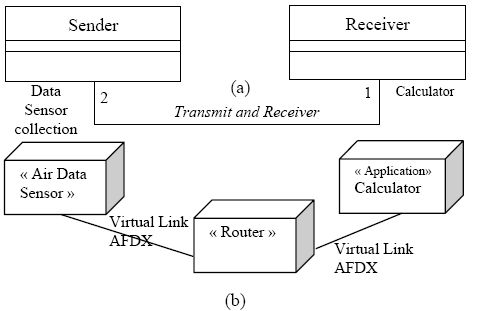 Sender
Receiver
(a)
Data
Sensor
collection
2
1
Calculator
Transmit and Receiver
« Air Data
Sensor »
« Application»
Calculator
Virtual Link
AFDX
« Router »
Virtual Link
AFDX
(b)